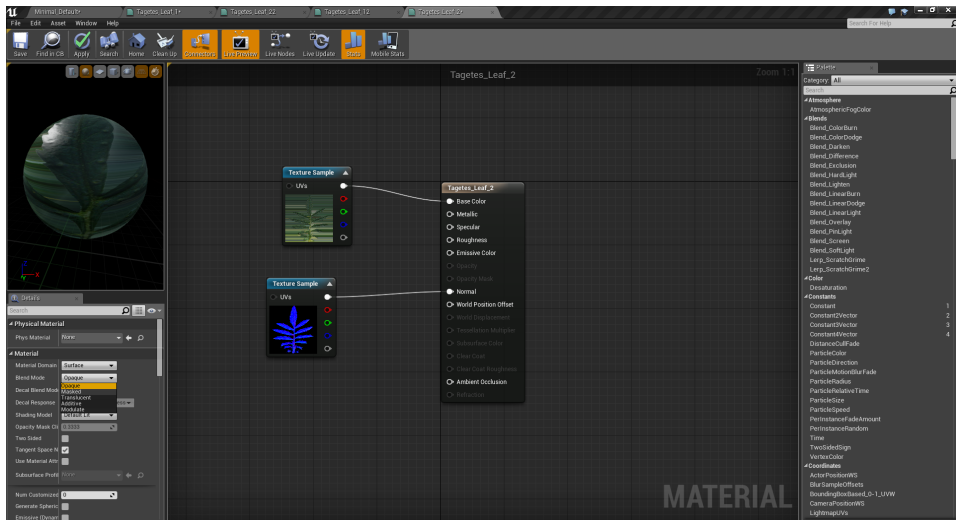 Minimal_Default•
Tagetes_Leaf_1•
Tagetes_Leaf_22
Tagetes_Leaf_12
File Edit Asset Window Help
Search For Help
Save
Find in CB
Apply
Search
Home
Clean Up
Connectors
Live Preview
Live Nodes
Live Update
Stats
Mobile Stats
Tagetes_Leaf_2
Zoom 1:1
Texture Sample
UVs
Texture Sample
UVs
Tagetes_Leaf_2
Base Color
Metallic
Specular
Roughness
Emissive Color
Opacity
Opacity Mask
Normal
World Position Offset
World Displacement
Tessellation Multiplier
Subsurface Color
Clear Coat
Clear Coat Roughness
Ambient Occlusion
Refraction
MATERIAL
X
Details
Search
Physical Material
Phys Material None
Material
Material Domain Surface
Blend Mode Opaque
Opaque
Masked
Translucent
Additive
Modulate
Decal Blend Mode
Decal Response
Shading Model Default Lit
Opacity Mask Cli 0.3333
Two Sided
Tangent Space N
Use Material Attr
Subsurface Profil None
Num Customized 0
Generate Spheric
Emissive (Dynam
Palette
Category: All
Search
Atmosphere
AtmosphericFogColor
Blends
Blend_ColorBurn
Blend_ColorDodge
Blend_Darken
Blend_Difference
Blend_Exclusion
Blend_HardLight
Blend_Lighten
Blend_LinearBurn
Blend_LinearDodge
Blend_LinearLight
Blend_Overlay
Blend_PinLight
Blend_Screen
Blend_SoftLight
Lerp_ScratchGrime
Lerp_ScratchGrime2
Color
Desaturation
Constants
Constant 1
Constant2Vector 2
Constant3Vector 3
Constant4Vector 4
DistanceCullFade
ParticleColor
ParticleDirection
ParticleMotionBlurFade
ParticleRadius
ParticleRelativeTime
ParticleSize
ParticleSpeed
PerInstanceFadeAmount
PerInstanceRandom
Time
TwoSidedSign
VertexColor
Coordinates
ActorPositionWS
BlurSampleOffsets
BoundingBoxBased_0-1_UVW
CameraPositionWS
LightmapUVs